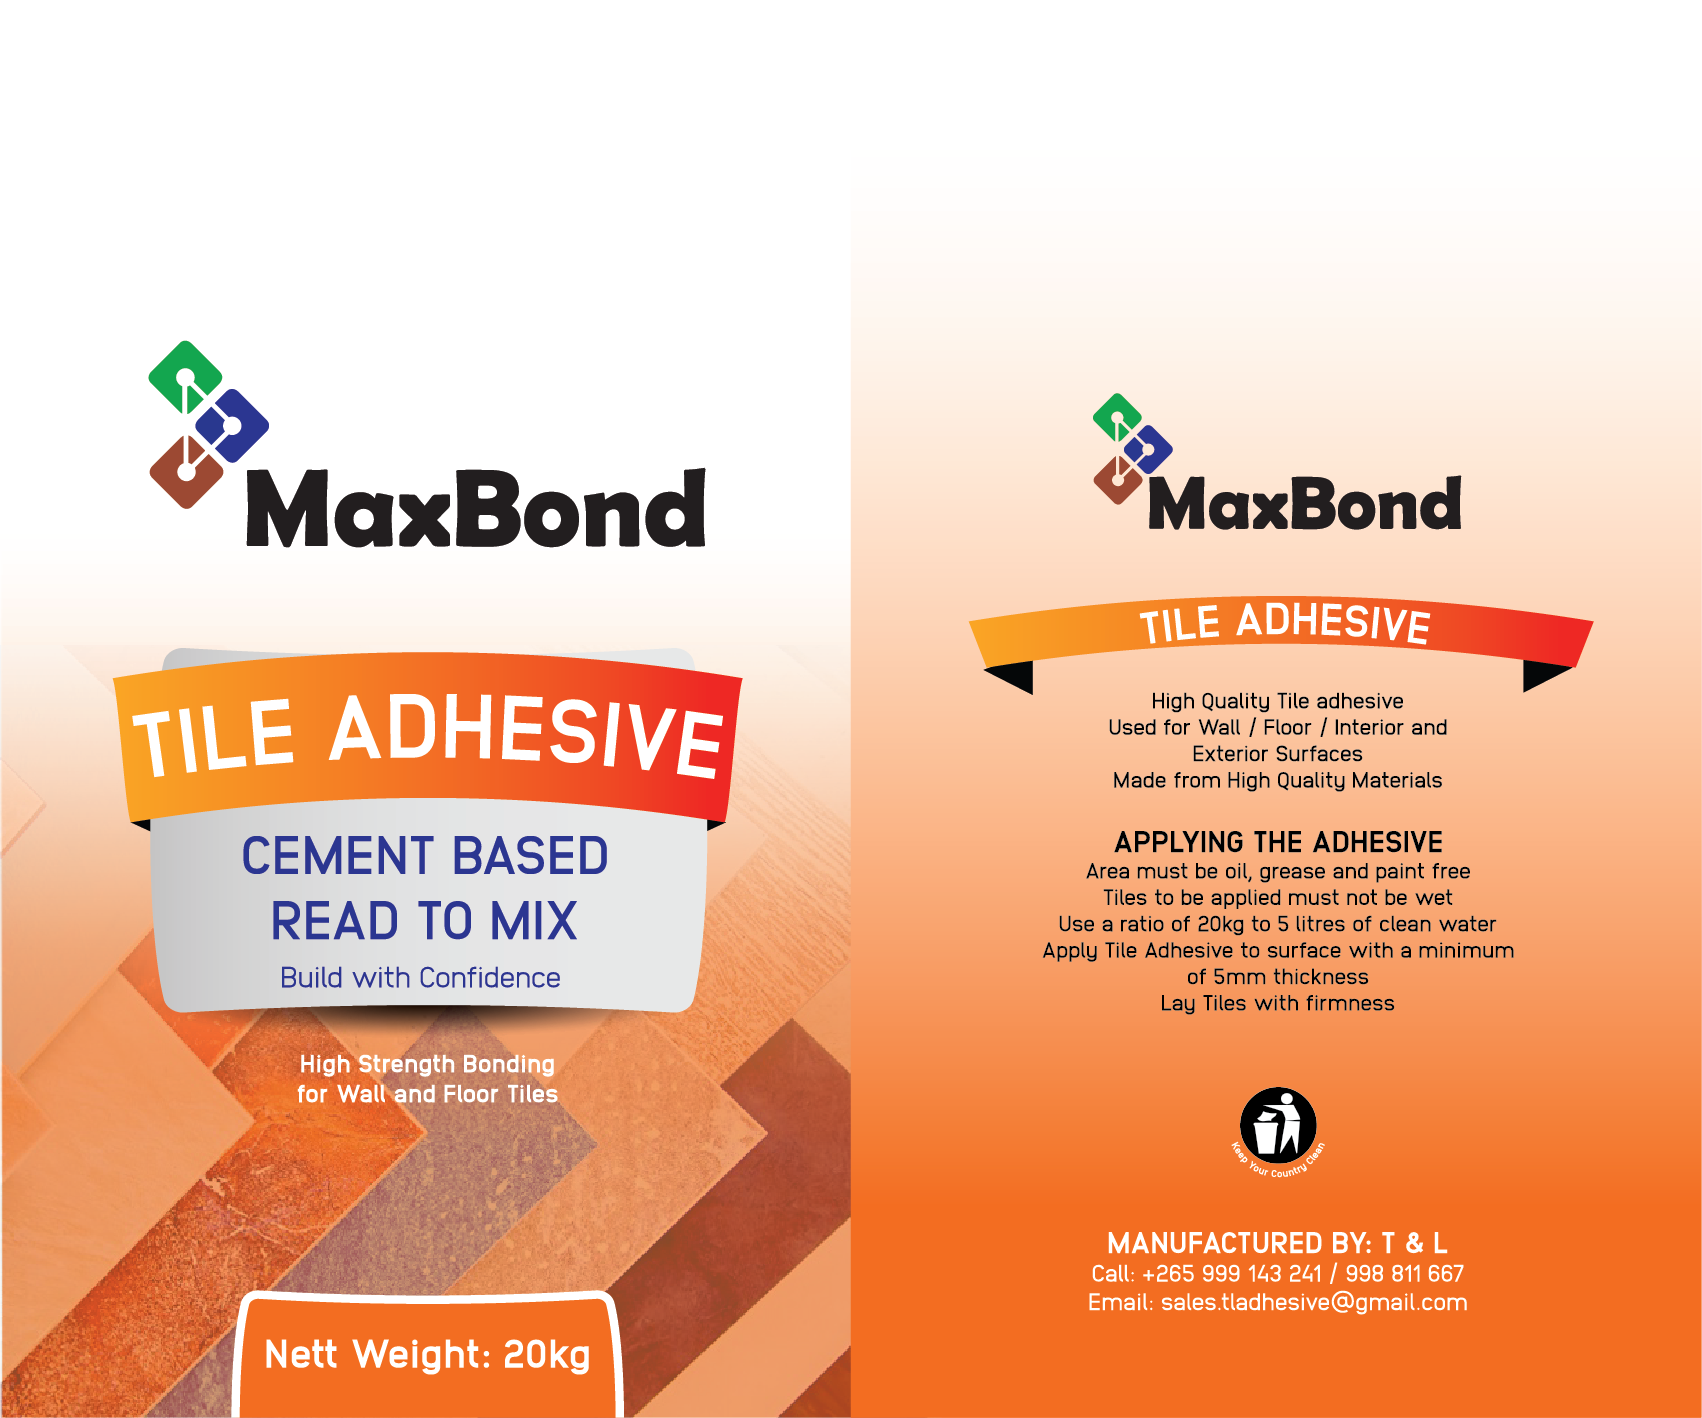 MaxBond
TILE ADHESIVE
CEMENT BASED
READ TO MIX
Build with Confidence
High Strength Bonding
for Wall and Floor Tiles
Nett Weight: 20kg
MaxBond
TILE ADHESIVE
High Quality Tile adhesive
Used for Wall / Floor / Interior and
Exterior Surfaces
Made from High Quality Materials
APPLYING THE ADHESIVE
Area must be oil, grease and paint free
Tiles to be applied must not be wet
Use a ratio of 20kg to 5 litres of clean water
Apply Tile Adhesive to surface with a minimum
of 5mm thickness
Lay Tiles with firmness
Keep Your Country Clean
MANUFACTURED BY: T & L
Call: +265 999 143 241 / 998 811 667
Email: sales.tladhesive@gmail.com